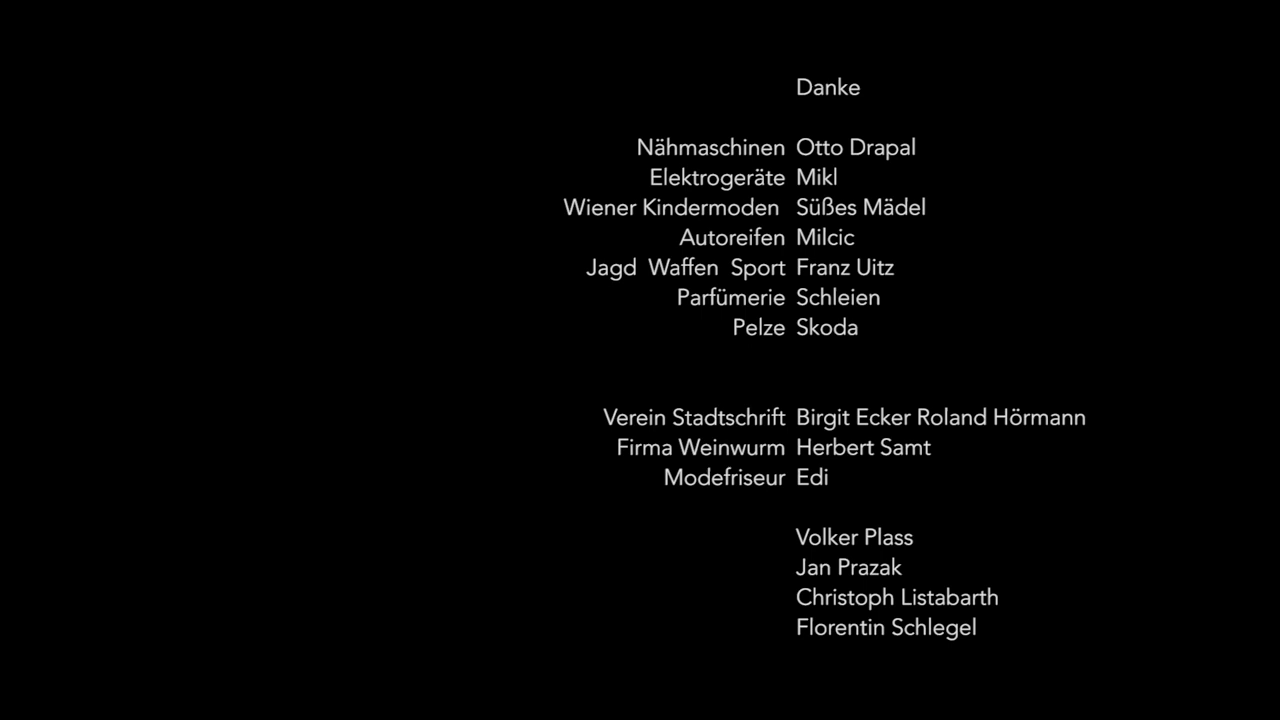 Danke
Nähmaschinen Otto Drapal
Elektrogeräte Mikl
Wiener Kindermoden Süßes Mädel
Autoreifen Milcic
Jagd Waffen Sport Franz Uitz
Parfümerie Schleien
Pelze Skoda
Verein Stadtschrift Birgit Ecker Roland Hörmann
Firma Weinwurm Herbert Samt
Modefriseur Edi
Volker Plass
Jan Prazak
Christoph Listabarth
Florentin Schlegel